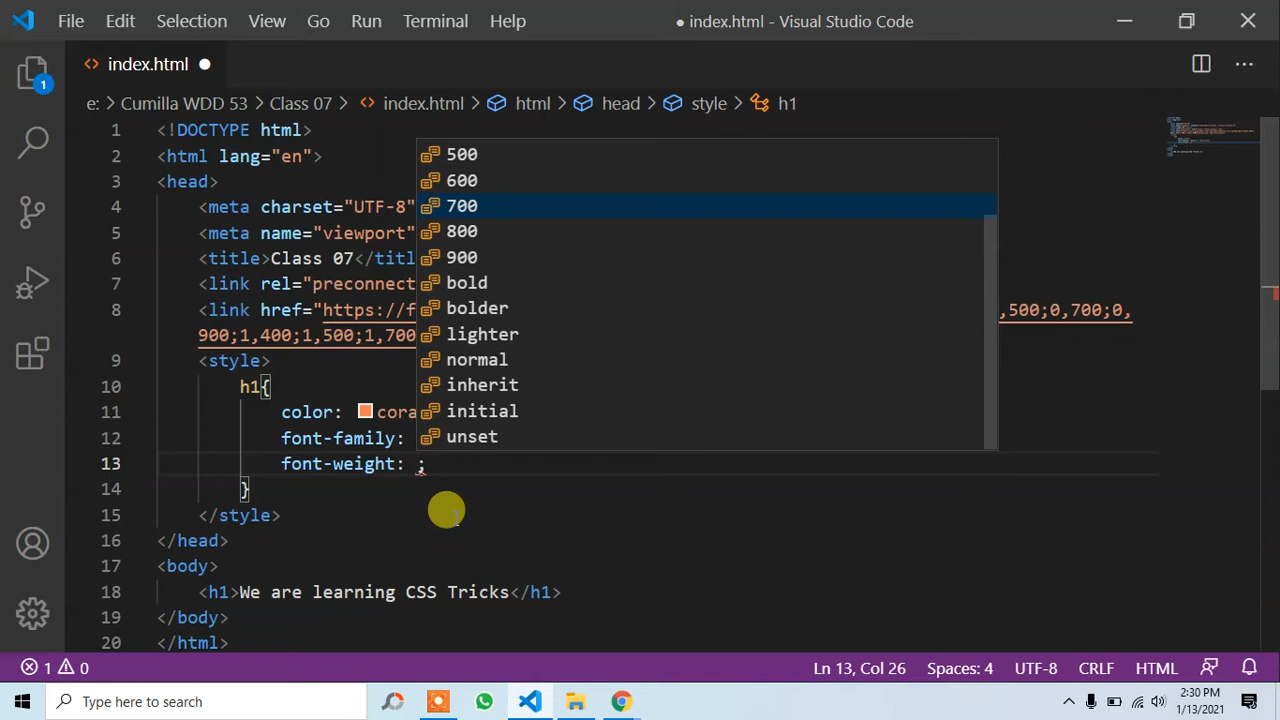 File Edit Selection View Go Run Terminal Help ● index.html - Visual Studio Code
index.html
1
e: > Cumilla WDD 53 > Class 07 > index.html > html > head > style > h1
1 <!DOCTYPE html>
2 <html lang="en">
3 <head>
4 <meta charset="UTF-8"
5 <meta name="viewport"
6 <title>Class 07</titl
7 <link rel="preconnect
8 <link href="https://f ,500;0,700;0,
900;1,400;1,500;1,700
9 <style>
10 h1{
11 color: cora
12 font-family:
13 font-weight: ;
14 }
15 </style>
16 </head>
17 <body>
18 <h1>We are learning CSS Tricks</h1>
19 </body>
20 </html>
500
600
700
800
900
bold
bolder
lighter
normal
inherit
initial
unset
1 0 Ln 13, Col 26 Spaces: 4 UTF-8 CRLF HTML
Type here to search
2:30 PM
1/13/2021